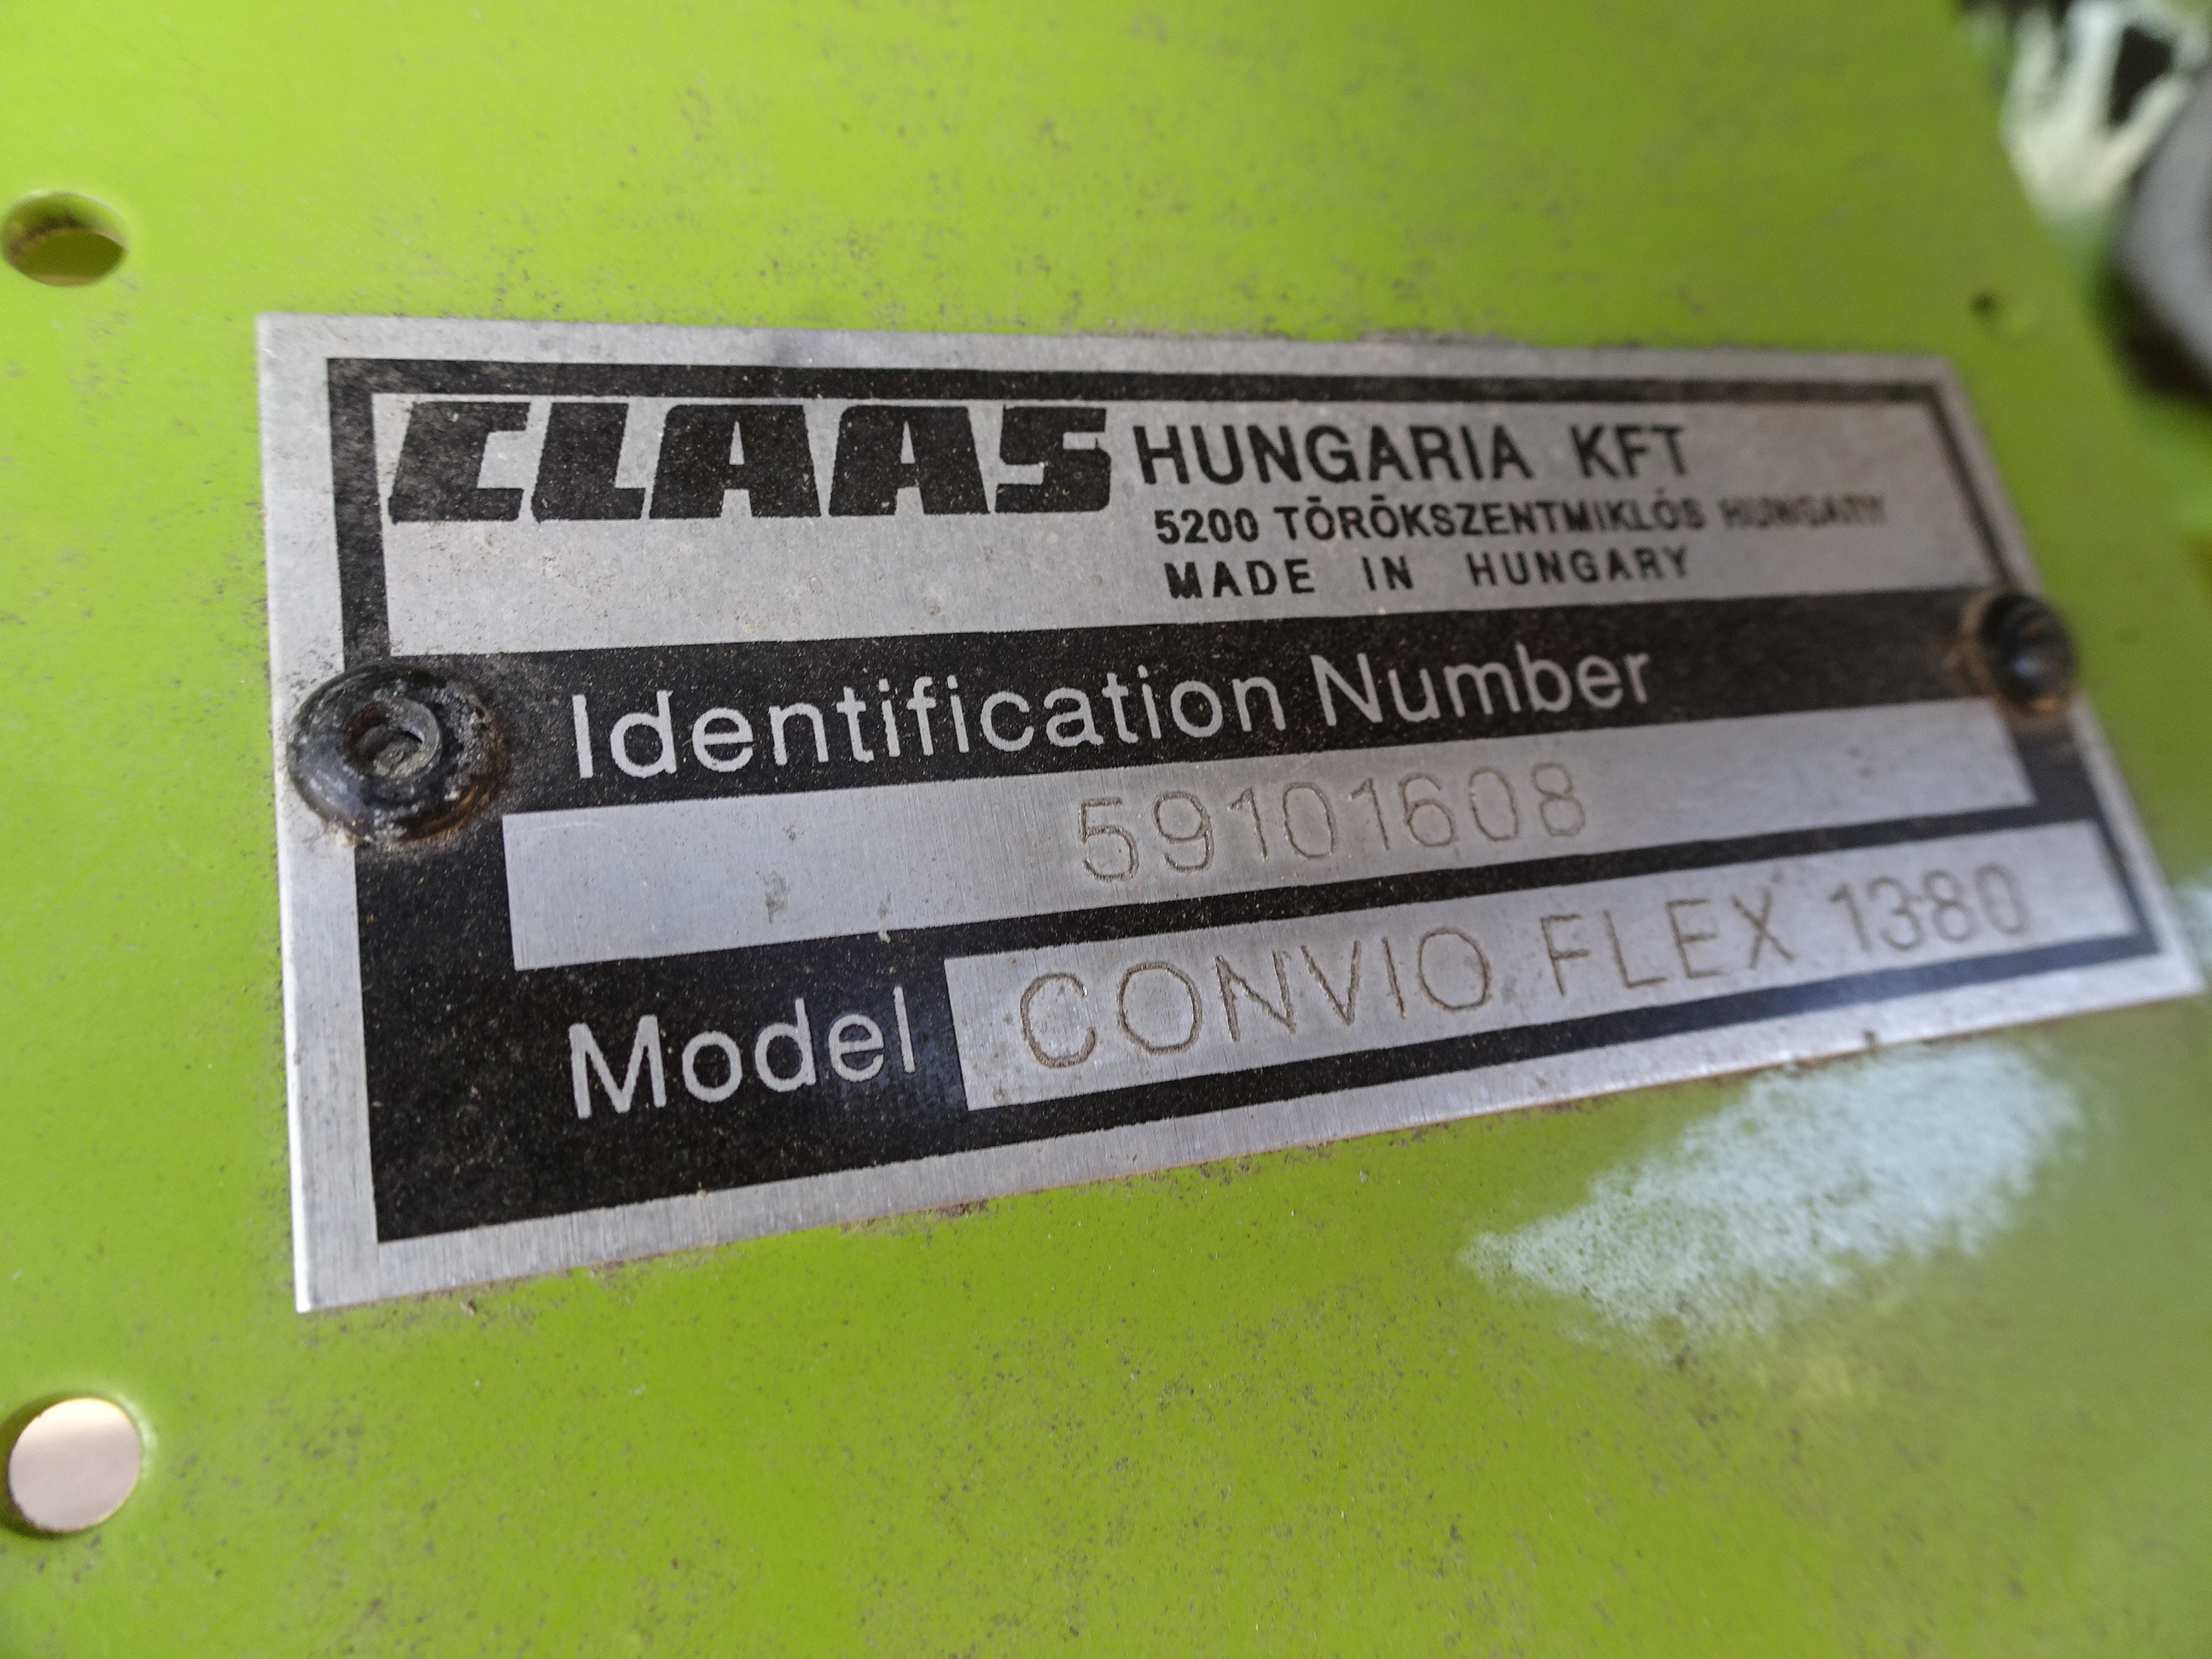 CLAAS HUNGARIA KFT
5200 TÖRÖKSZENTMIKLÓS HUNGARY
MADE IN HUNGARY
Identification Number
59101608
Model CONVIO FLEX 1380